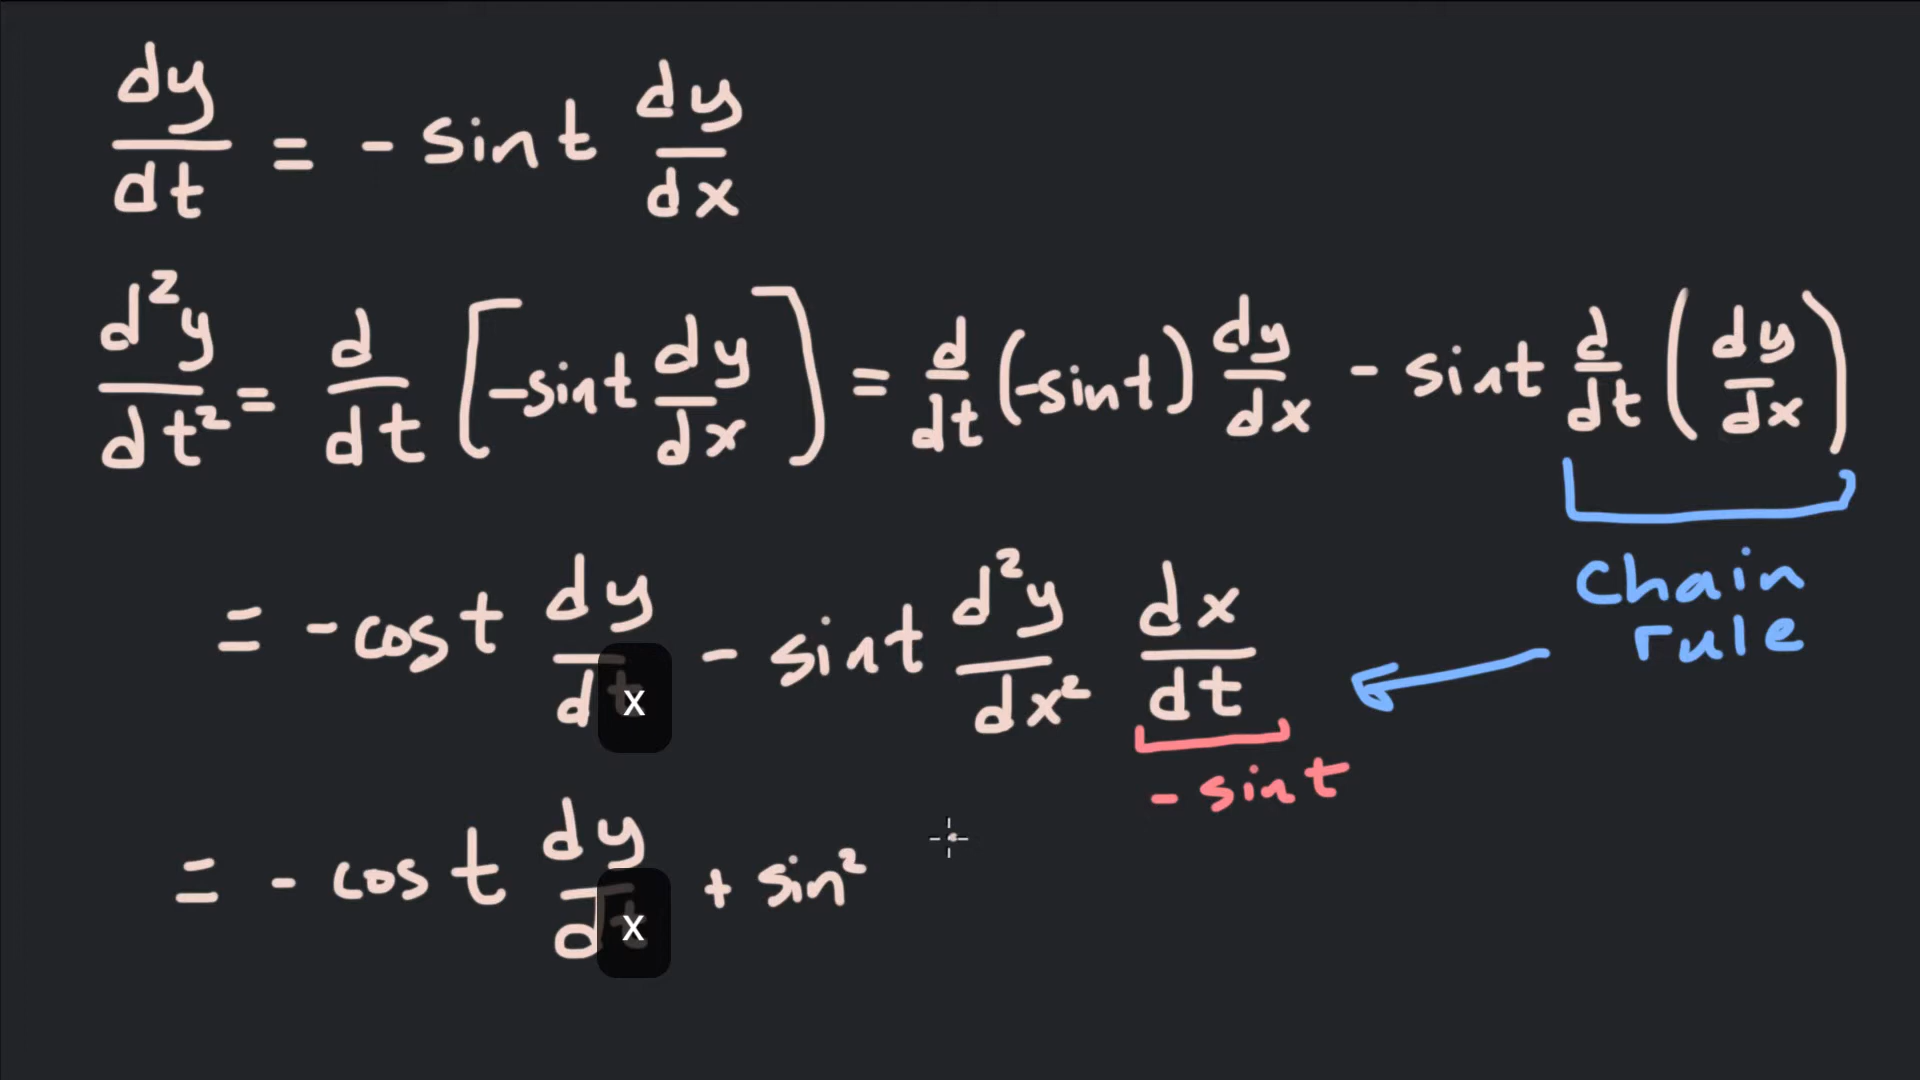 dy/dt = - sin t dy/dx
d²y/dt² = d/dt [-sin t dy/dx] = d/dt (-sin t) dy/dx - sin t d/dt (dy/dx)
chain rule
= - cos t dy/dx - sin t d²y/dx² dx/dt
- sin t
= - cos t dy/dx + sin²